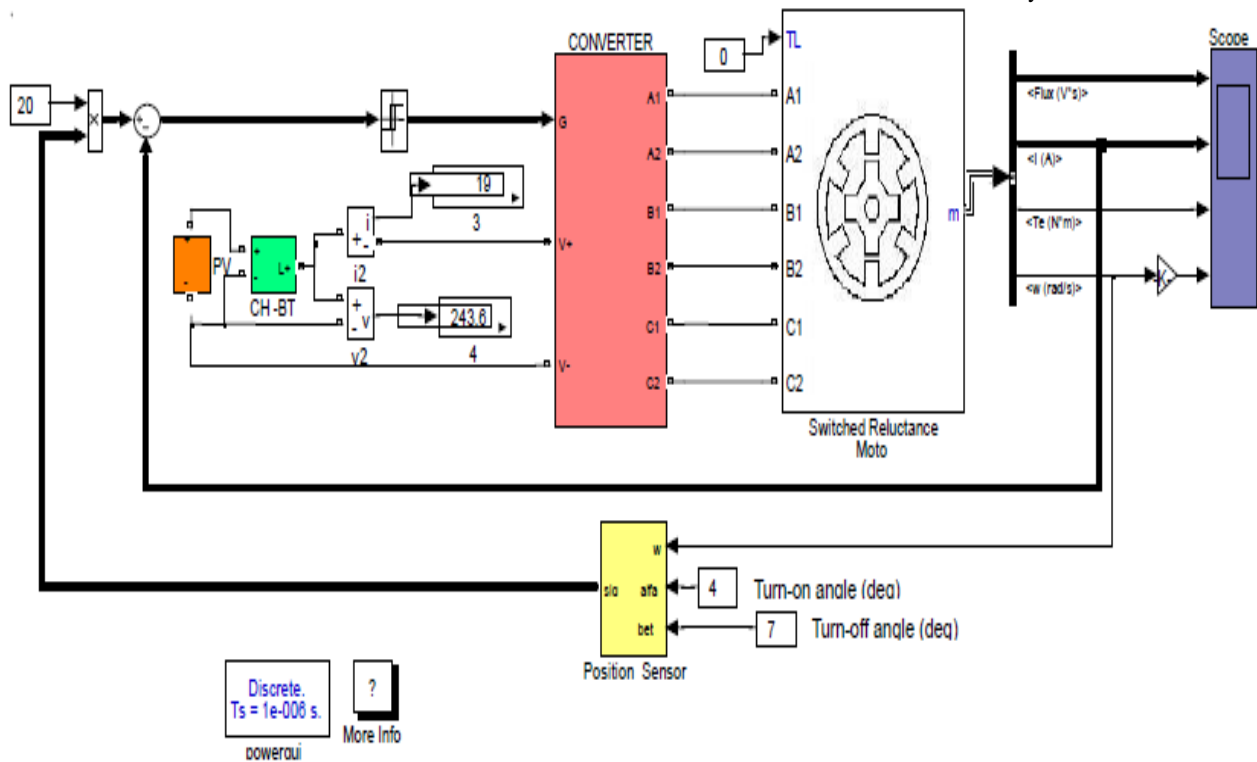 CONVERTER
Scope
20
0
TL
A1
A1
<Flux (V*s)>
G
A2
A2
<I (A)>
19
i
+ -
3
B1
B1
m
<Te (N*m)>
PV
+
-
L+
i2
V+
B2
B2
<w (rad/s)>
CH -BT
+
- v
243.6
C1
C1
v2
4
V-
C2
C2
Switched Reluctance
Moto
w
slg
alfa
4
Turn-on angle (deg)
bet
7
Turn-off angle (deg)
Position Sensor
Discrete.
Ts = 1e-006 s.
?
powergui
More Info